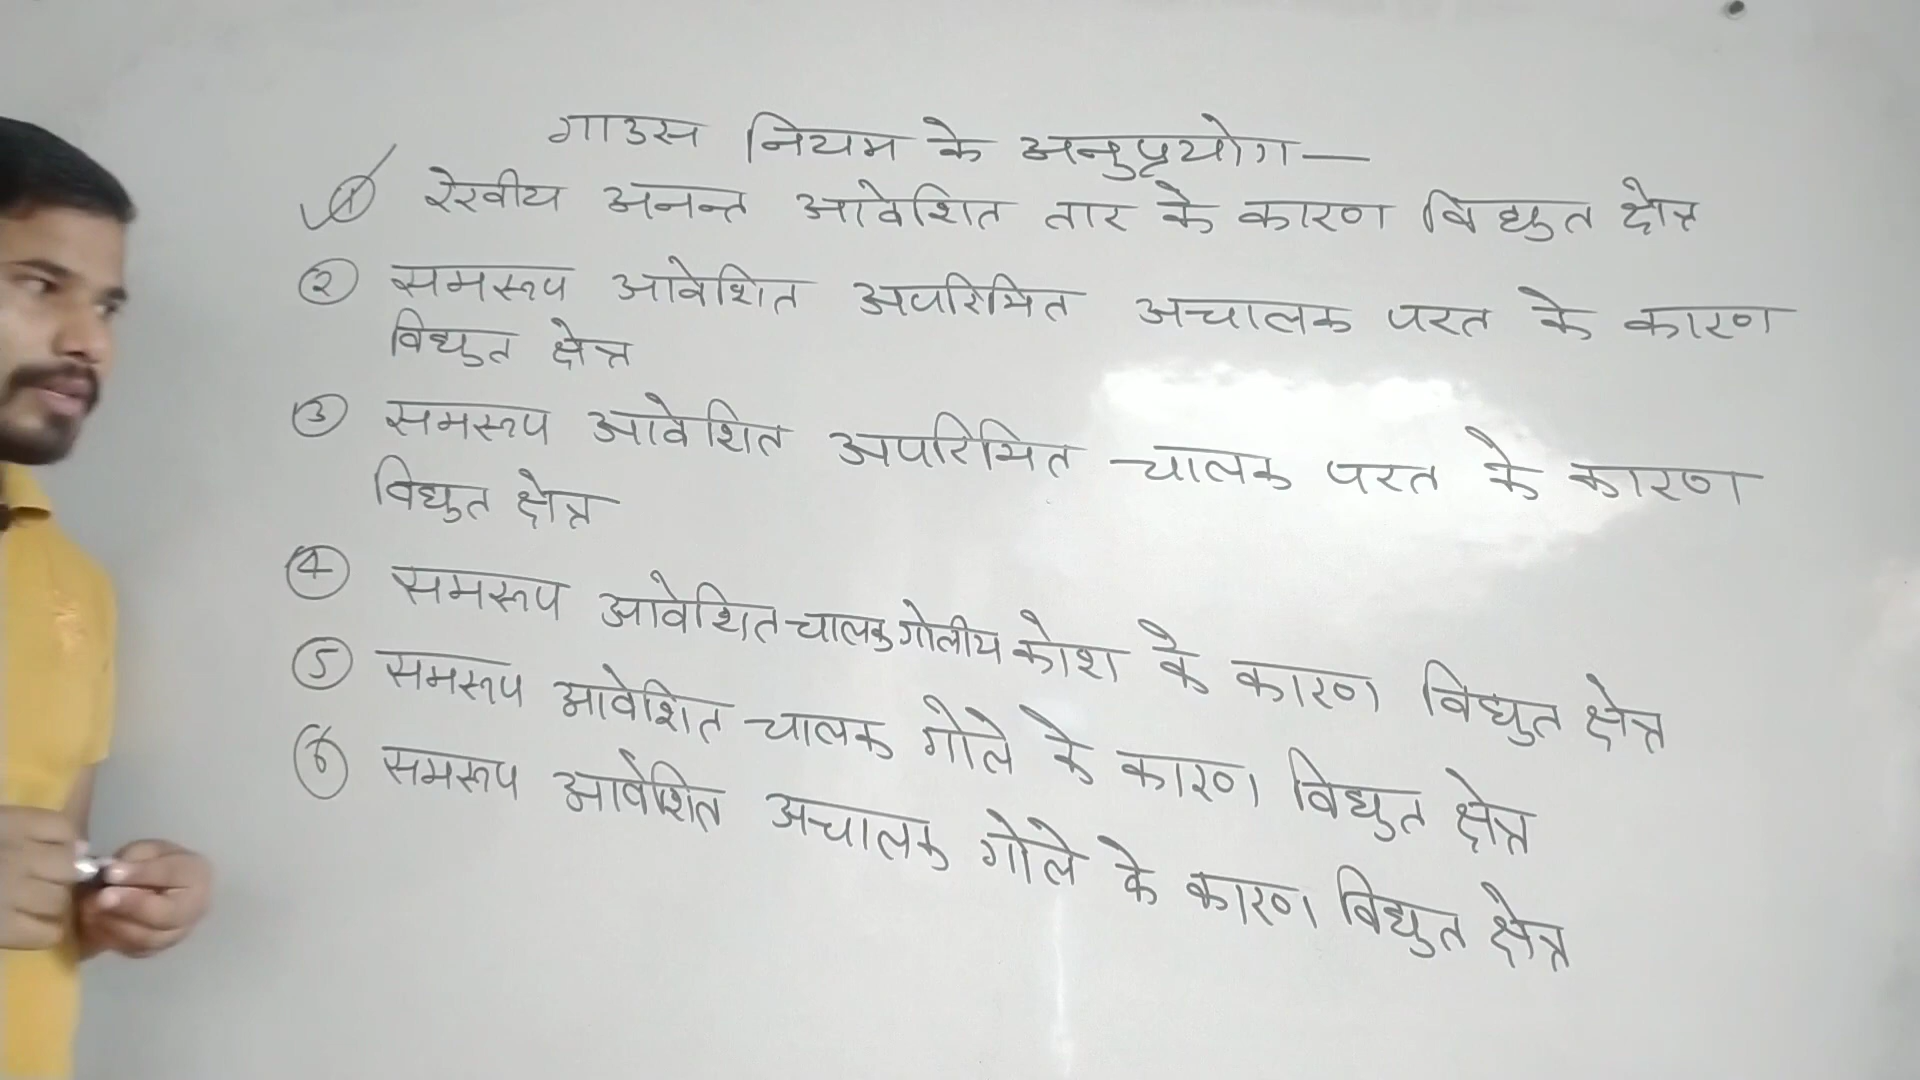 गाउस नियम के अनुप्रयोग—
① रेखीय अनन्त आवेशित तार के कारण विद्युत क्षेत्र
② समरूप आवेशित अपरिमित अचालक परत के कारण
विद्युत क्षेत्र
③ समरूप आवेशित अपरिमित चालक परत के कारण
विद्युत क्षेत्र
④ समरूप आवेशित चालक गोलीय कोश के कारण विद्युत क्षेत्र
⑤ समरूप आवेशित चालक गोले के कारण विद्युत क्षेत्र
⑥ समरूप आवेशित अचालक गोले के कारण विद्युत क्षेत्र